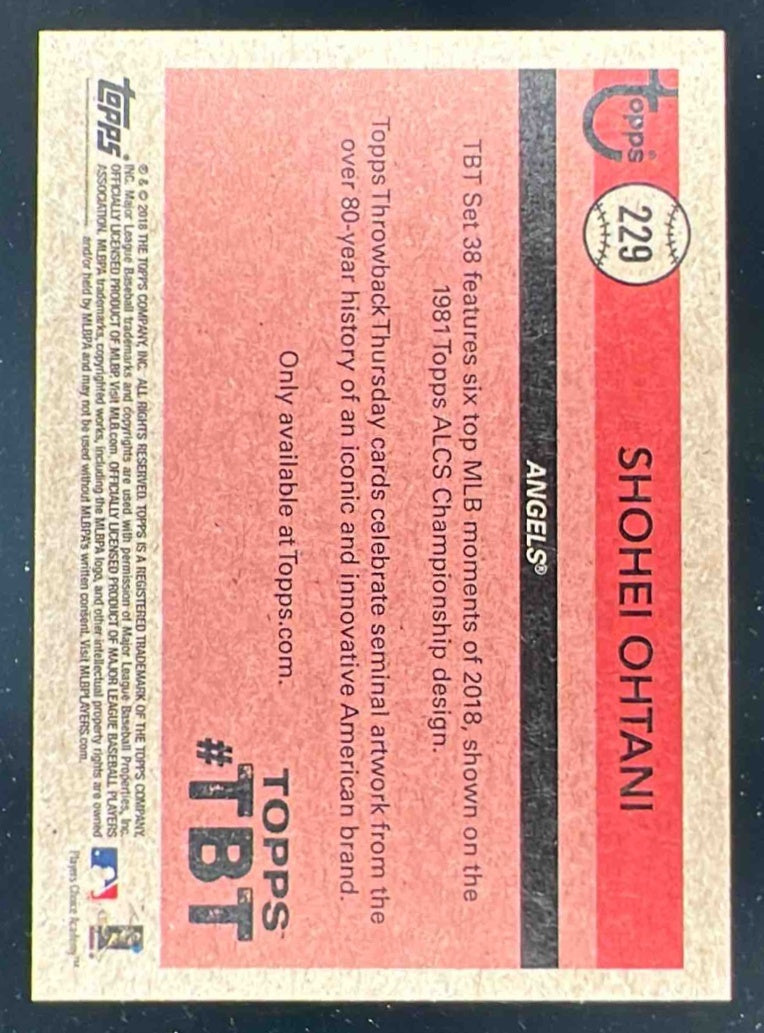 topps®
229
SHOHEI OHTANI
ANGELS®
TBT Set 38 features six top MLB moments of 2018, shown on the
1981 Topps ALCS Championship design.
Topps Throwback Thursday cards celebrate seminal artwork from the
over 80-year history of an iconic and innovative American brand.
Only available at Topps.com.
TOPPS
#TBT
topps®
® & © 2018 THE TOPPS COMPANY, INC. ALL RIGHTS RESERVED. TOPPS IS A REGISTERED TRADEMARK OF THE TOPPS COMPANY,
INC. Major League Baseball trademarks and copyrights are used with permission of Major League Baseball Properties, Inc.
OFFICIALLY LICENSED PRODUCT OF MLBP. Visit MLB.com. OFFICIALLY LICENSED PRODUCT OF MAJOR LEAGUE BASEBALL PLAYERS
ASSOCIATION. MLBPA trademarks, copyrighted works, including the MLBPA logo, and other intellectual property rights are owned
and/or held by MLBPA and may not be used without MLBPA's written consent. Visit MLBPLAYERS.com.
Players Choice Academy™